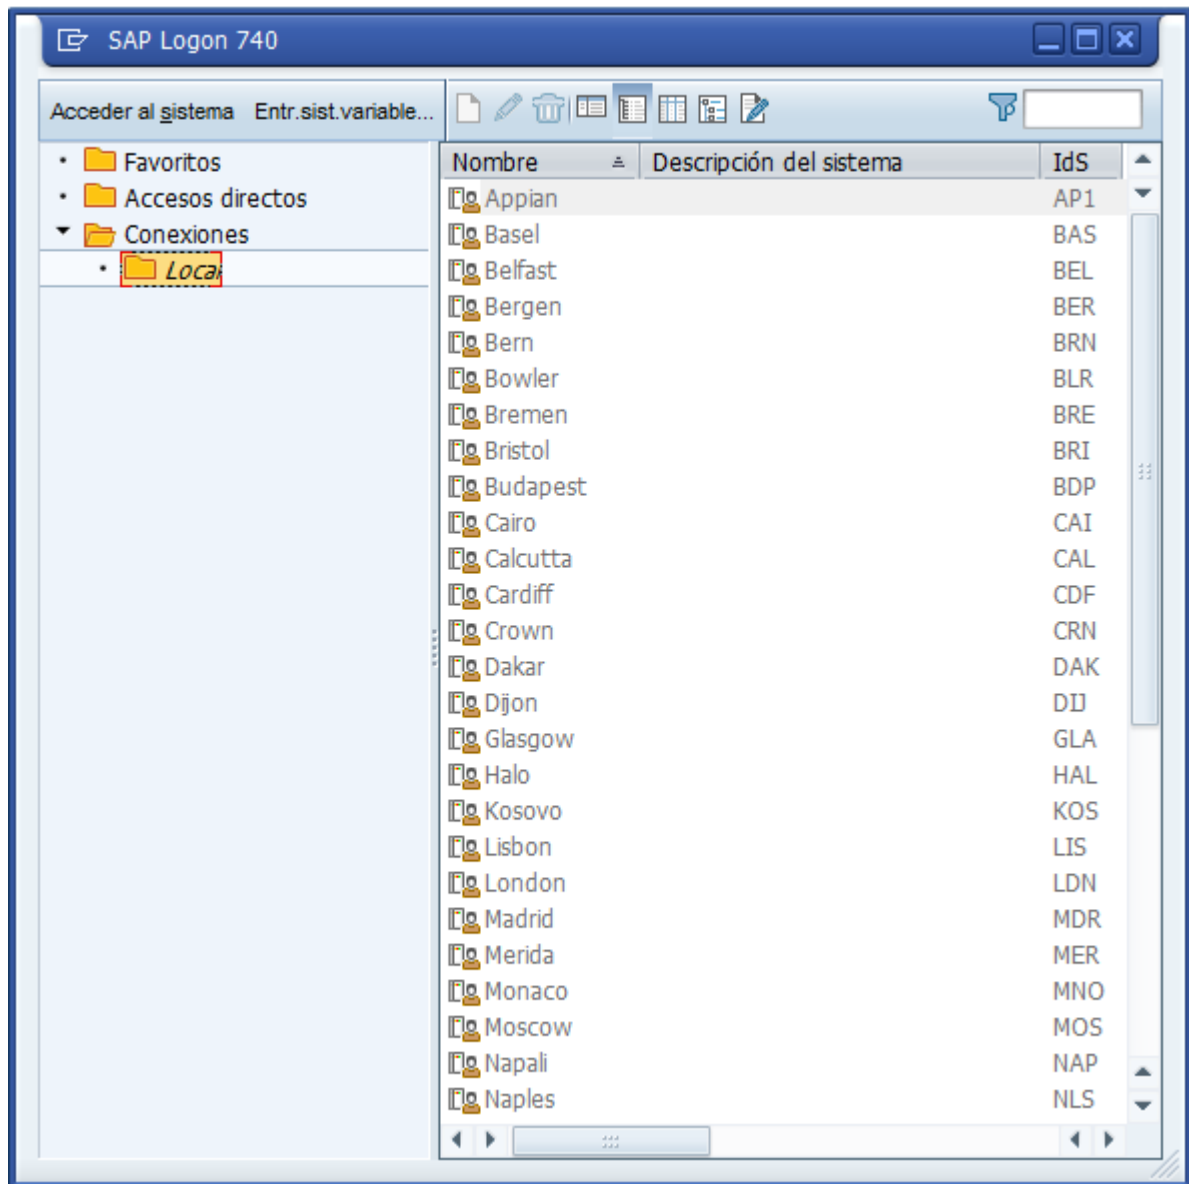 SAP Logon 740
Acceder al sistema Entr.sist.variable...
Favoritos
Accesos directos
Conexiones
Local
Nombre Descripción del sistema IdS
Appian AP1
Basel BAS
Belfast BEL
Bergen BER
Bern BRN
Bowler BLR
Bremen BRE
Bristol BRI
Budapest BDP
Cairo CAI
Calcutta CAL
Cardiff CDF
Crown CRN
Dakar DAK
Dijon DIJ
Glasgow GLA
Halo HAL
Kosovo KOS
Lisbon LIS
London LDN
Madrid MDR
Merida MER
Monaco MNO
Moscow MOS
Napali NAP
Naples NLS